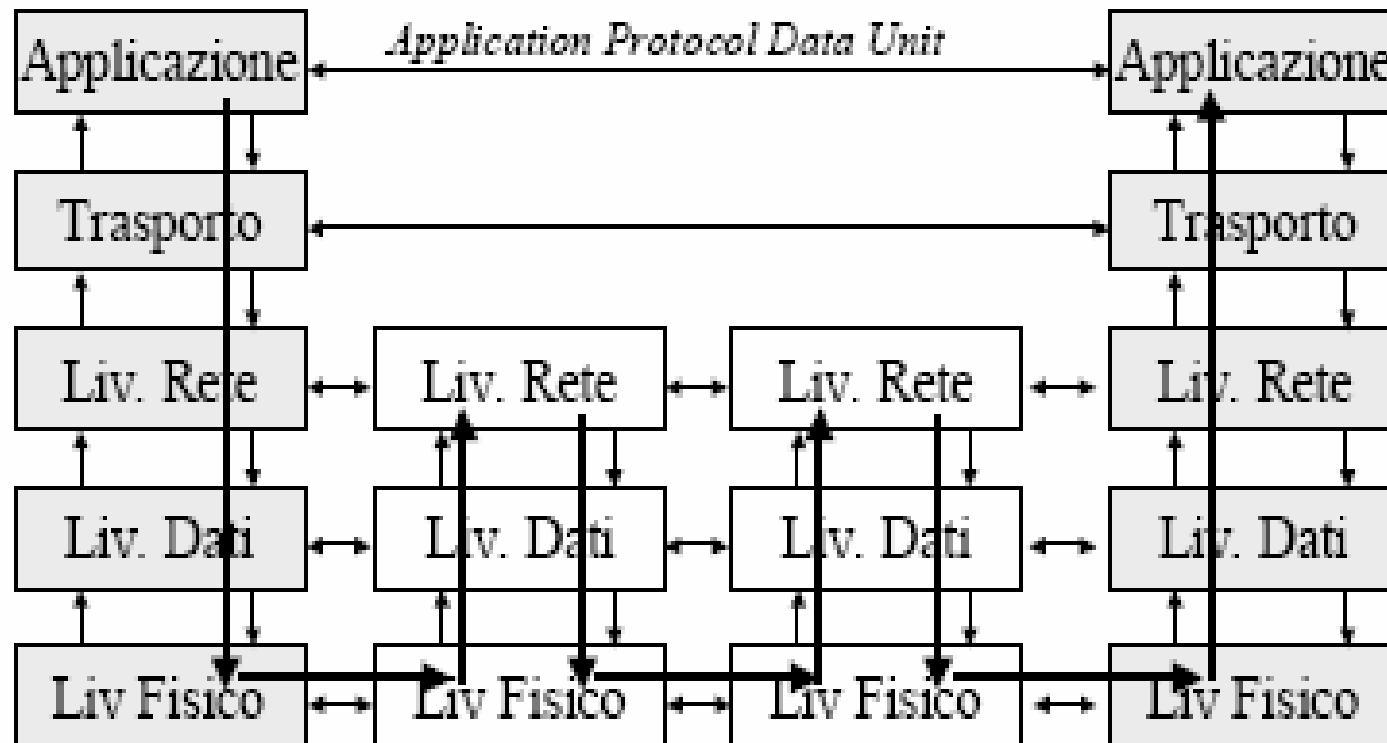 Application Protocol Data Unit
Applicazione Applicazione
Trasporto Trasporto
Liv. Rete Liv. Rete Liv. Rete Liv. Rete
Liv. Dati Liv. Dati Liv. Dati Liv. Dati
Liv Fisico Liv Fisico Liv Fisico Liv Fisico